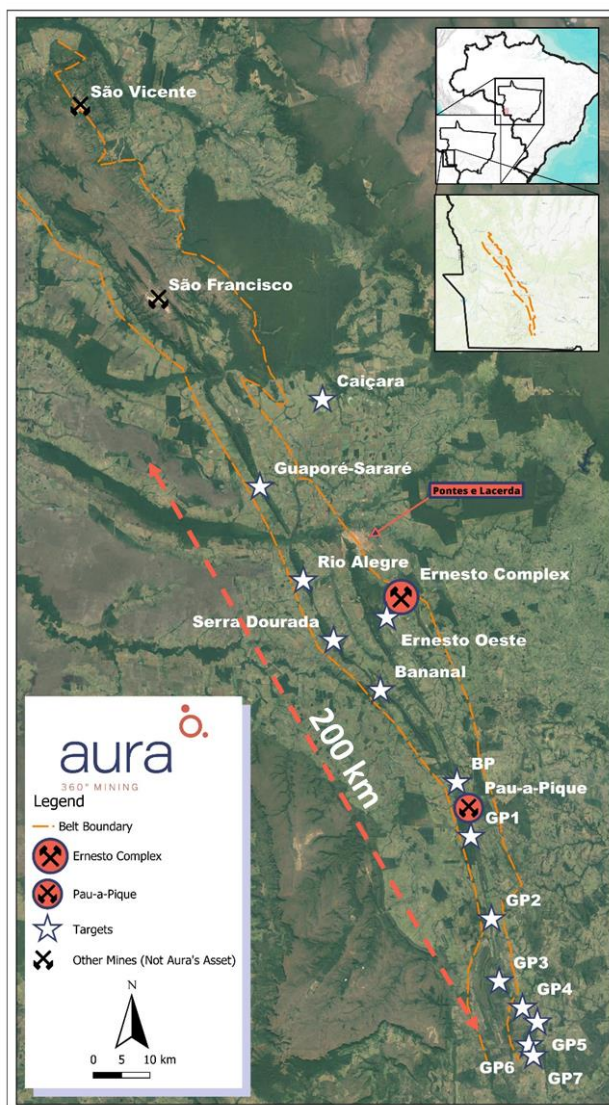 São Vicente
São Francisco
Caiçara
Guaporé-Sararé
Pontes e Lacerda
Rio Alegre
Ernesto Complex
Serra Dourada
Ernesto Oeste
Bananal
200 km
BP
Pau-a-Pique
GP1
GP2
GP3
GP4
GP5
GP6
GP7
aura
360° MINING
Legend
Belt Boundary
Ernesto Complex
Pau-a-Pique
Targets
Other Mines (Not Aura's Asset)
N
0 5 10 km